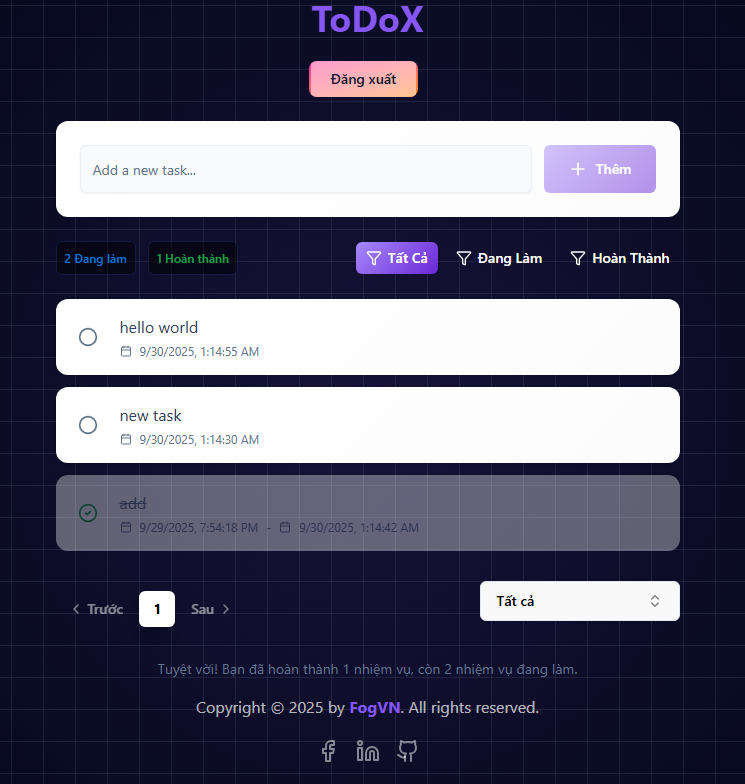 ToDoX
Đăng xuất
Add a new task...
Thêm
2 Đang làm
1 Hoàn thành
Tất Cả
Đang Làm
Hoàn Thành
hello world
9/30/2025, 1:14:55 AM
new task
9/30/2025, 1:14:30 AM
add
9/29/2025, 7:54:18 PM - 9/30/2025, 1:14:42 AM
Trước 1 Sau
Tất cả
Tuyệt vời! Bạn đã hoàn thành 1 nhiệm vụ, còn 2 nhiệm vụ đang làm.
Copyright © 2025 by FogVN. All rights reserved.